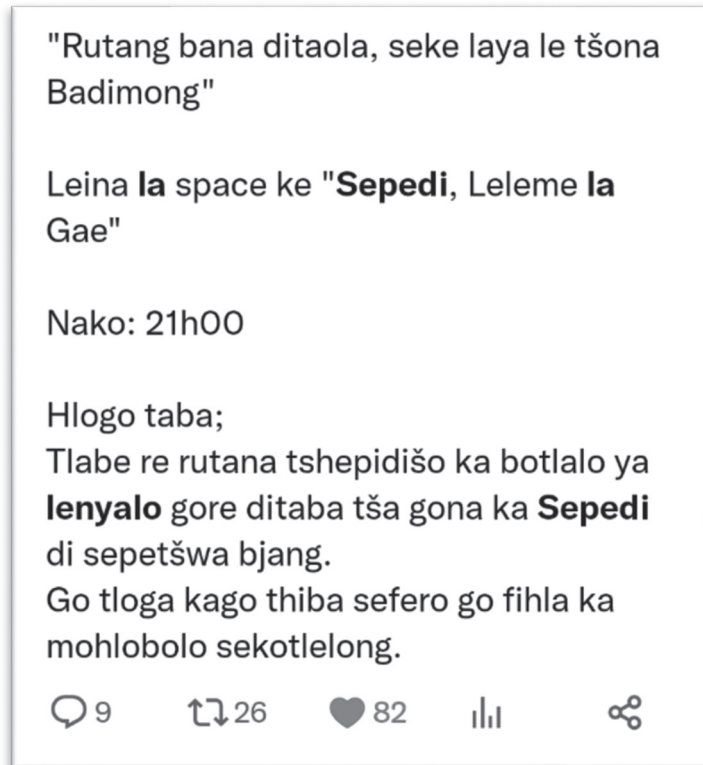 "Rutang bana ditaola, seke laya le tšona
Badimong"
Leina la space ke "Sepedi, Leleme la
Gae"
Nako: 21h00
Hlogo taba;
Tlabe re rutana tshepidišo ka botlalo ya
lenyalo gore ditaba tša gona ka Sepedi
di sepetšwa bjang.
Go tloga kago thiba sefero go fihla ka
mohlobolo sekotlelong.
9 26 82